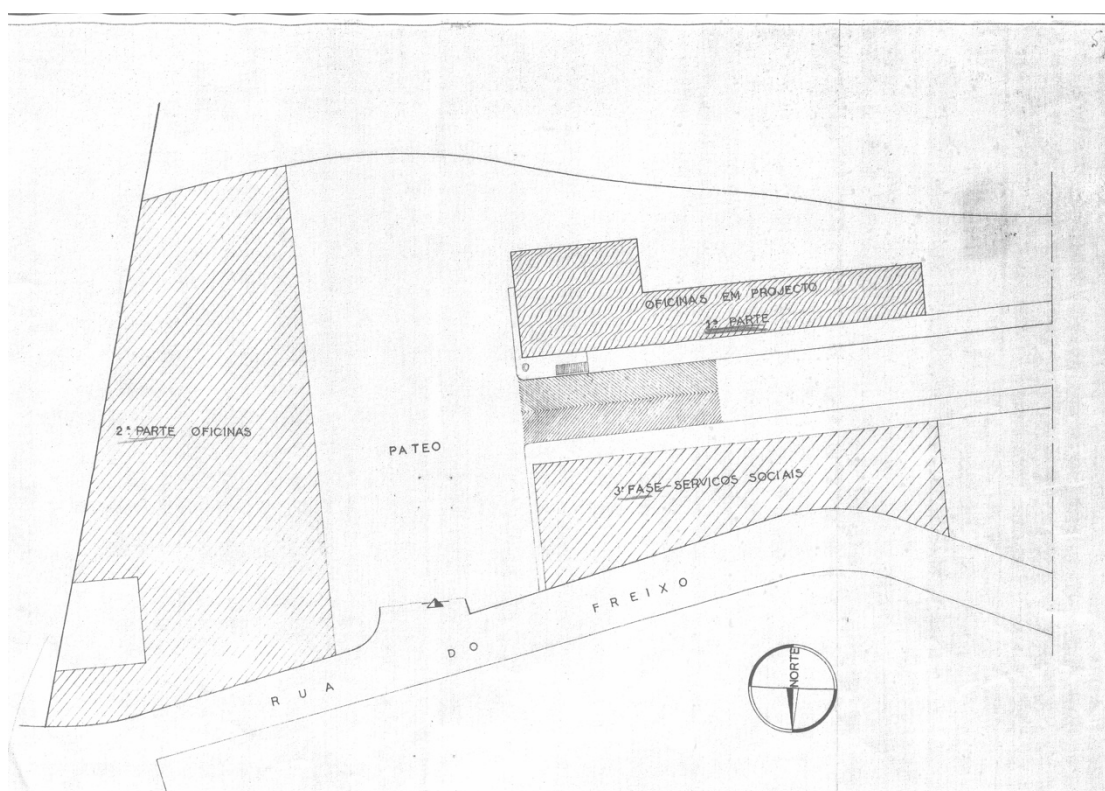 OFICINAS EM PROJECTO
1ª PARTE
2ª PARTE OFICINAS
PATEO
3ª FASE - SERVIÇOS SOCIAIS
RUA DO FREIXO
NORTE